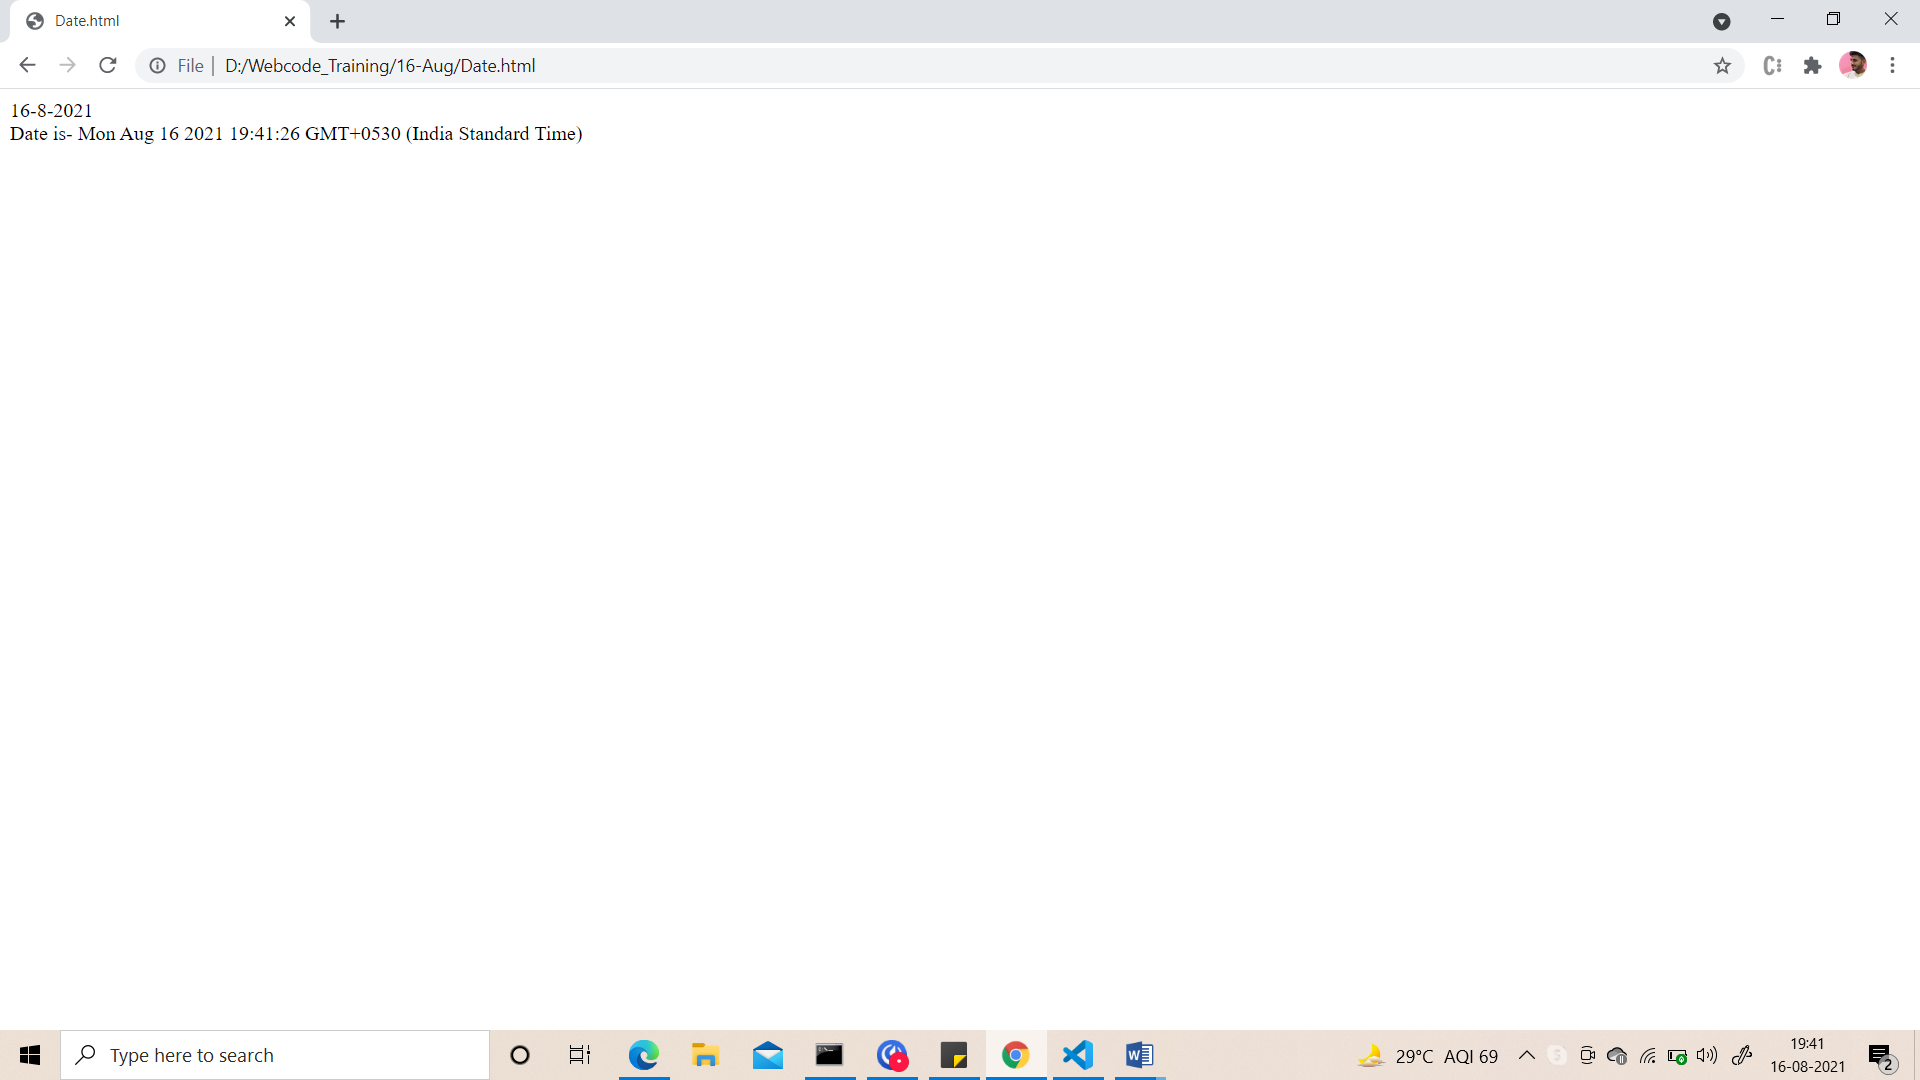 Date.html
File | D:/Webcode_Training/16-Aug/Date.html
16-8-2021
Date is- Mon Aug 16 2021 19:41:26 GMT+0530 (India Standard Time)
Type here to search
29°C AQI 69
19:41
16-08-2021
2